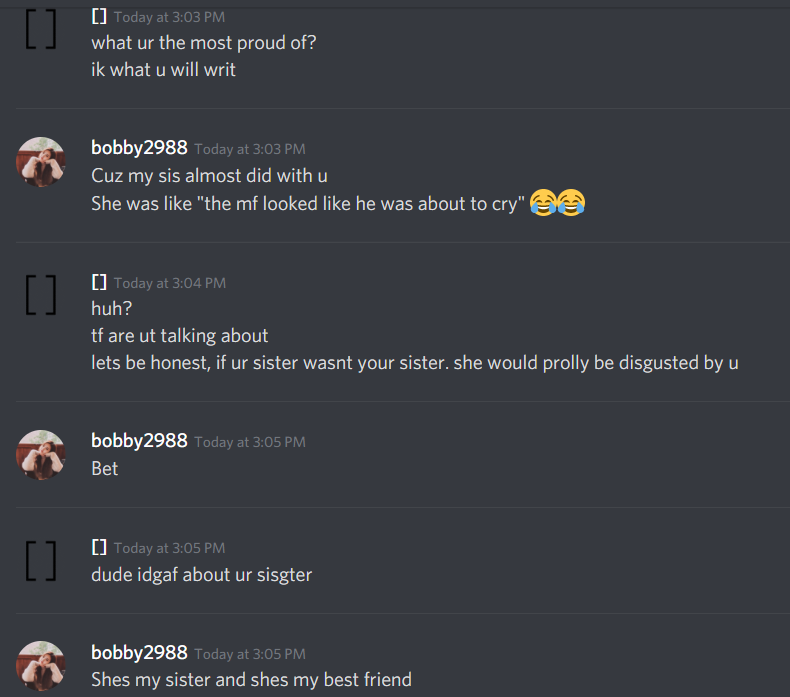 [] Today at 3:03 PM
what ur the most proud of?
ik what u will writ
bobby2988 Today at 3:03 PM
Cuz my sis almost did with u
She was like "the mf looked like he was about to cry" 😂😂
[] Today at 3:04 PM
huh?
tf are ut talking about
lets be honest, if ur sister wasnt your sister. she would prolly be disgusted by u
bobby2988 Today at 3:05 PM
Bet
[] Today at 3:05 PM
dude idgaf about ur sisgter
bobby2988 Today at 3:05 PM
Shes my sister and shes my best friend